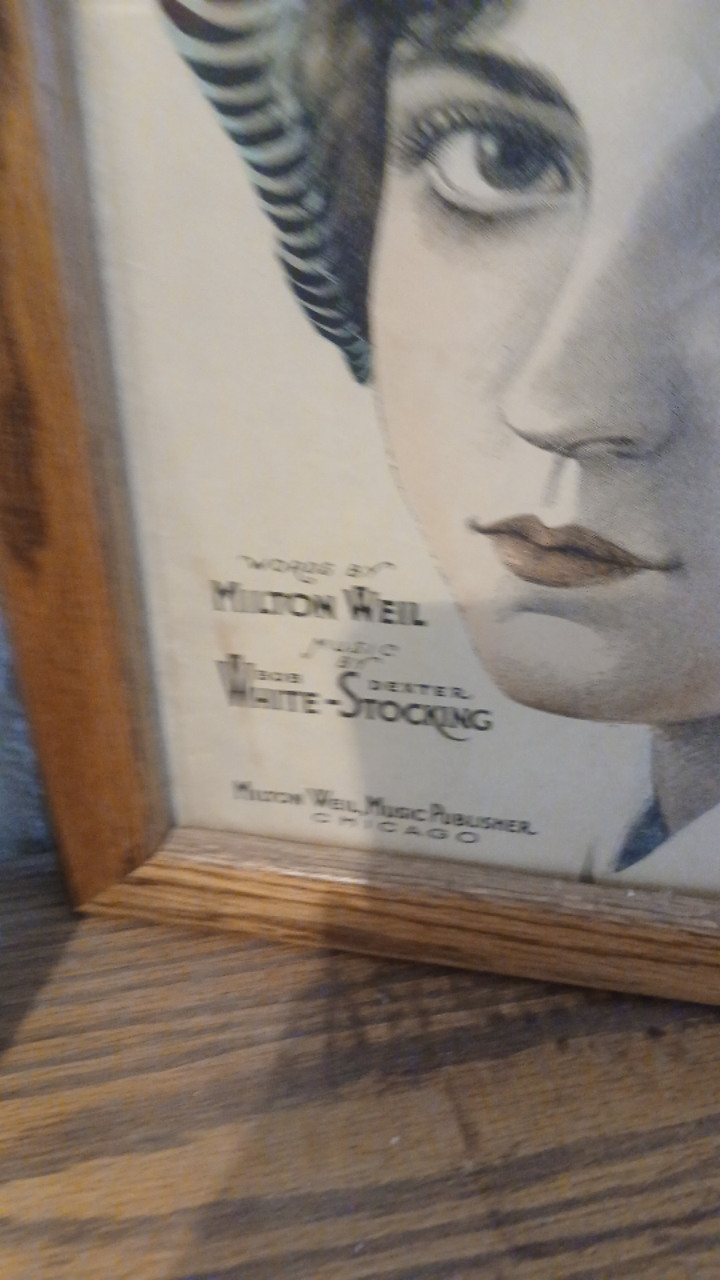 WORDS BY
MILTON WEIL
MUSIC
BY
BOB DEXTER
WHITE-STOCKING
MILTON WEIL, MUSIC PUBLISHER.
CHICAGO